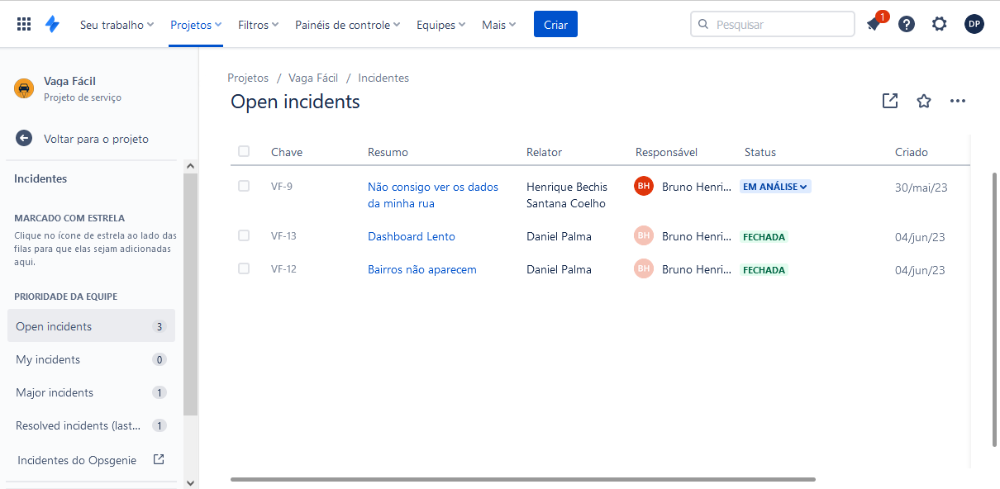 Seu trabalho Projetos Filtros Painéis de controle Equipes Mais Criar Pesquisar 1 DP
Vaga Fácil
Projeto de serviço
Voltar para o projeto
Incidentes
MARCADO COM ESTRELA
Clique no ícone de estrela ao lado das
filas para que elas sejam adicionadas
aqui.
PRIORIDADE DA EQUIPE
Open incidents 3
My incidents 0
Major incidents 1
Resolved incidents (last... 1
Incidentes do Opsgenie
Projetos / Vaga Fácil / Incidentes
Open incidents
Chave Resumo Relator Responsável Status Criado
VF-9 Não consigo ver os dados Henrique Bechis BH Bruno Henri... EM ANÁLISE 30/mai/23
da minha rua Santana Coelho
VF-13 Dashboard Lento Daniel Palma BH Bruno Henri... FECHADA 04/jun/23
VF-12 Bairros não aparecem Daniel Palma BH Bruno Henri... FECHADA 04/jun/23